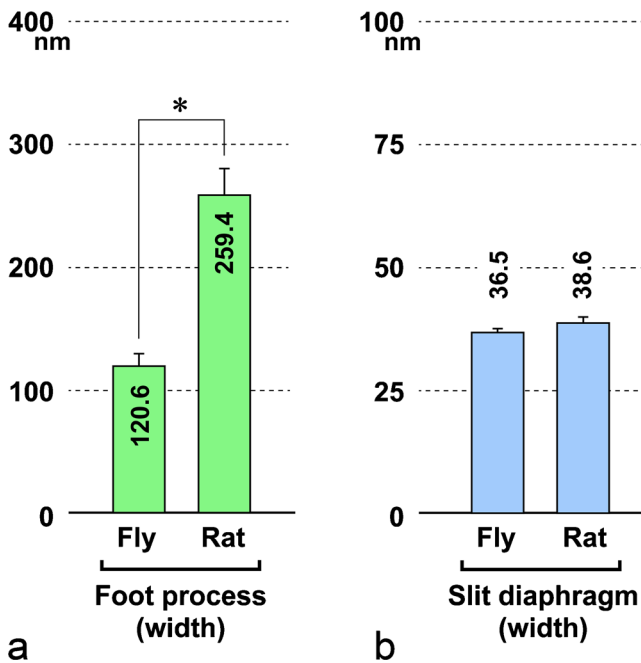 400
nm
300
200
100
0
*
120.6
259.4
Fly
Rat
Foot process
(width)
a
100
nm
75
50
25
0
36.5
38.6
Fly
Rat
Slit diaphragm
(width)
b